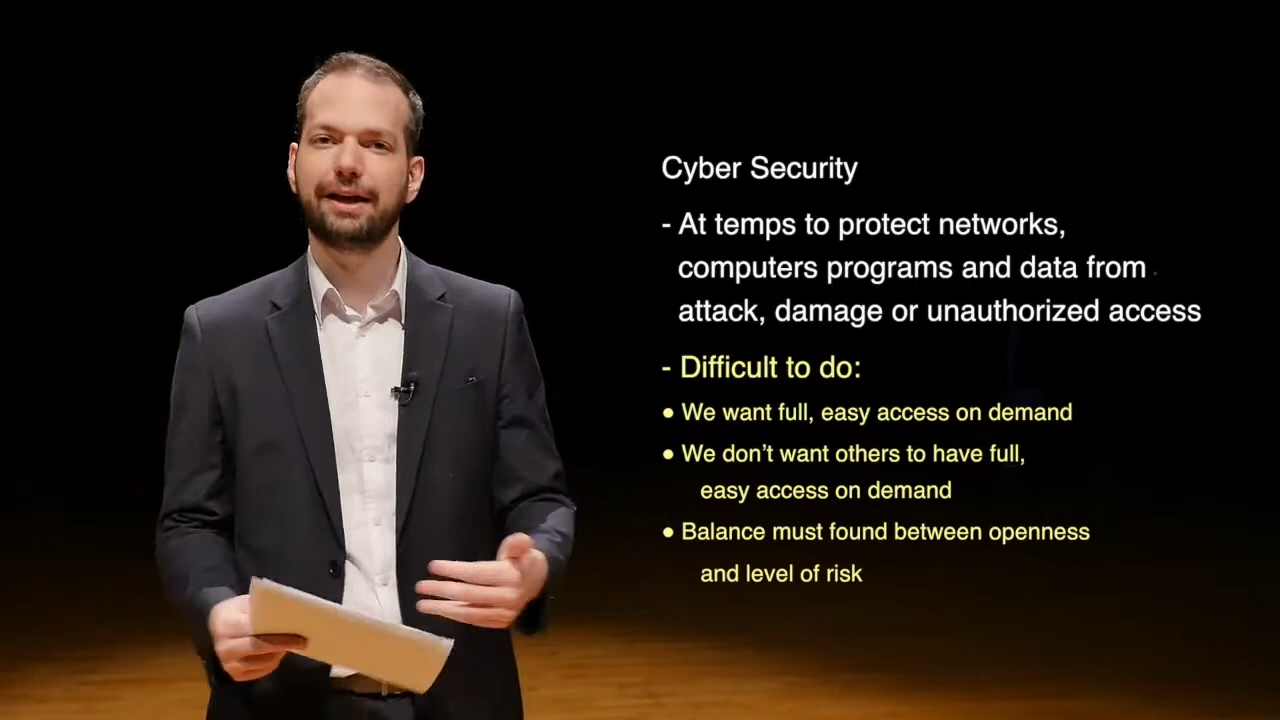 Cyber Security
- At temps to protect networks,
computers programs and data from
attack, damage or unauthorized access
- Difficult to do:
● We want full, easy access on demand
● We don't want others to have full,
easy access on demand
● Balance must found between openness
and level of risk